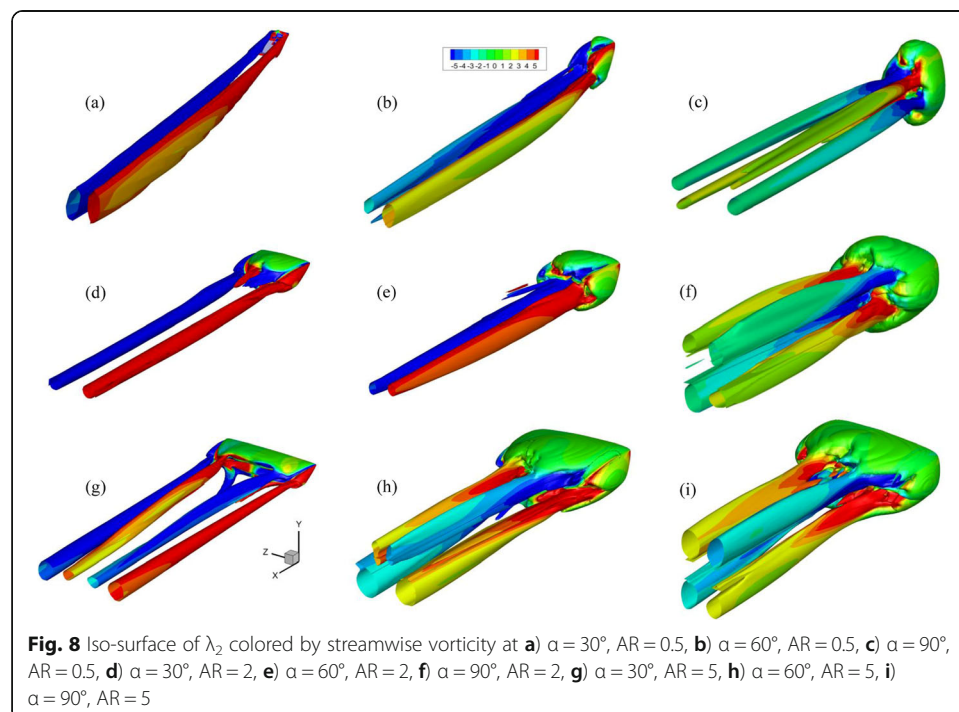 (a)
(b)
-5 -4 -3 -2 -1 0 1 2 3 4 5
(c)
(d)
(e)
(f)
(g)
Y
Z
X
(h)
(i)
Fig. 8 Iso-surface of λ₂ colored by streamwise vorticity at a) α = 30°, AR = 0.5, b) α = 60°, AR = 0.5, c) α = 90°,
AR = 0.5, d) α = 30°, AR = 2, e) α = 60°, AR = 2, f) α = 90°, AR = 2, g) α = 30°, AR = 5, h) α = 60°, AR = 5, i)
α = 90°, AR = 5